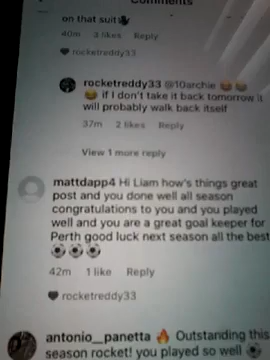 Comments
on that suit
40m 3 likes Reply
rocketreddy33
rocketreddy33 @10archie 😂😂
😂 if I don't take it back tomorrow it
will probably walk back itself
37m 2 likes Reply
View 1 more reply
mattdapp4 Hi Liam how's things great
post and you done well all season
congratulations to you and you played
well and you are a great goal keeper for
Perth good luck next season all the best
⚽⚽⚽
42m 1 like Reply
rocketreddy33
antonio__panetta 🔥 Outstanding this
season rocket! you played so well ⚽